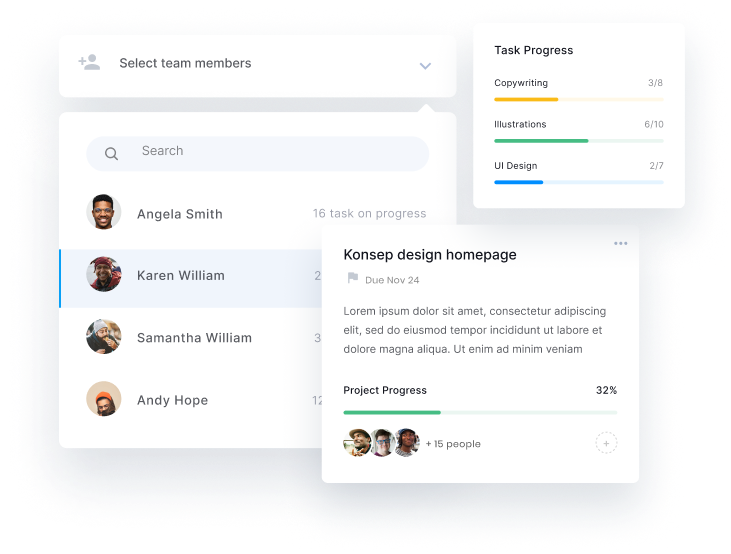 Select team members
Search
Angela Smith 16 task on progress
Karen William 2
Samantha William 3
Andy Hope 12
Task Progress
Copywriting 3/8
Illustrations 6/10
UI Design 2/7
Konsep design homepage
Due Nov 24
Lorem ipsum dolor sit amet, consectetur adipiscing
elit, sed do eiusmod tempor incididunt ut labore et
dolore magna aliqua. Ut enim ad minim veniam
Project Progress 32%
+ 15 people